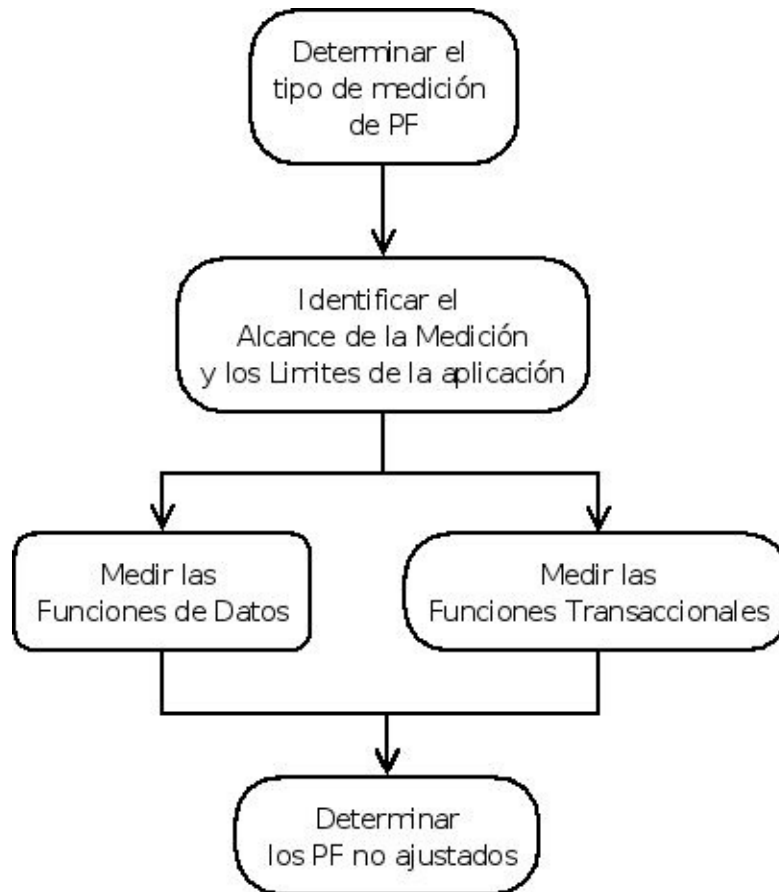 Determinar el
tipo de medición
de PF
Identificar el
Alcance de la Medición
y los Limites de la aplicación
Medir las
Funciones de Datos
Medir las
Funciones Transaccionales
Determinar
los PF no ajustados